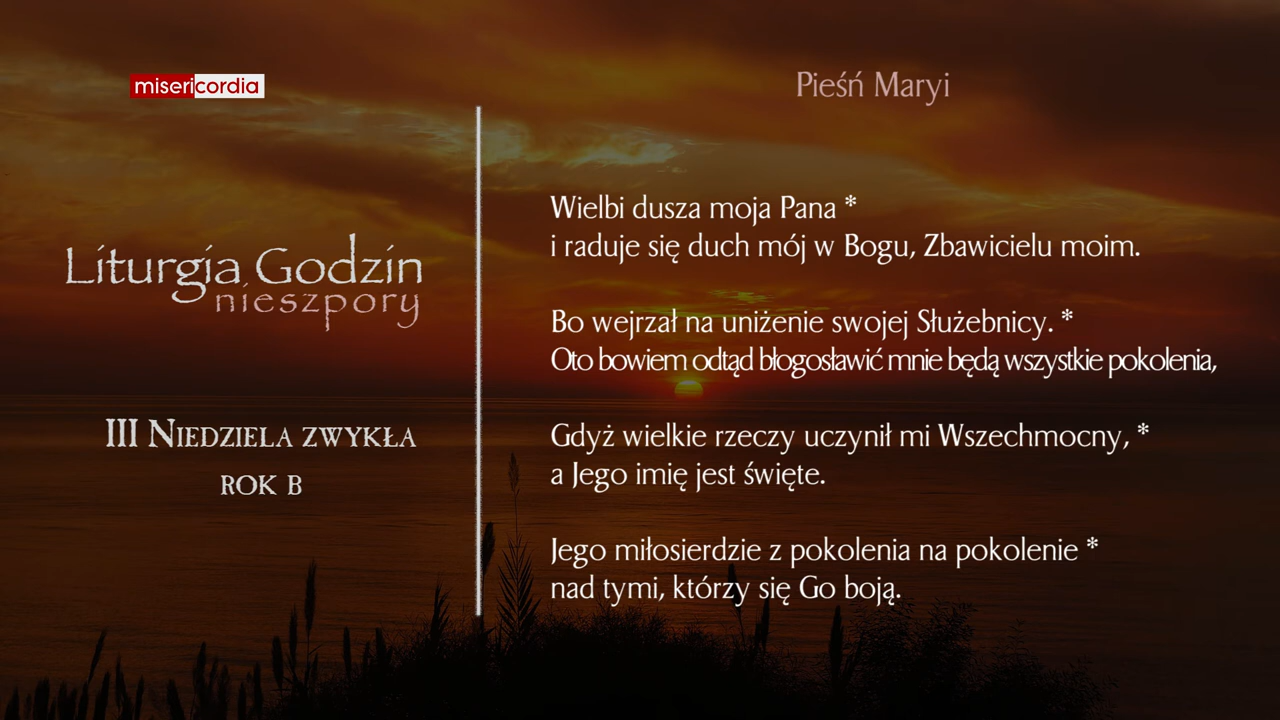 misericordia
Liturgia Godzin
nieszpory
III Niedziela zwykła
rok B
Pieśń Maryi
Wielbi dusza moja Pana *
i raduje się duch mój w Bogu, Zbawicielu moim.
Bo wejrzał na uniżenie swojej Służebnicy. *
Oto bowiem odtąd błogosławić mnie będą wszystkie pokolenia,
Gdyż wielkie rzeczy uczynił mi Wszechmocny, *
a Jego imię jest święte.
Jego miłosierdzie z pokolenia na pokolenie *
nad tymi, którzy się Go boją.